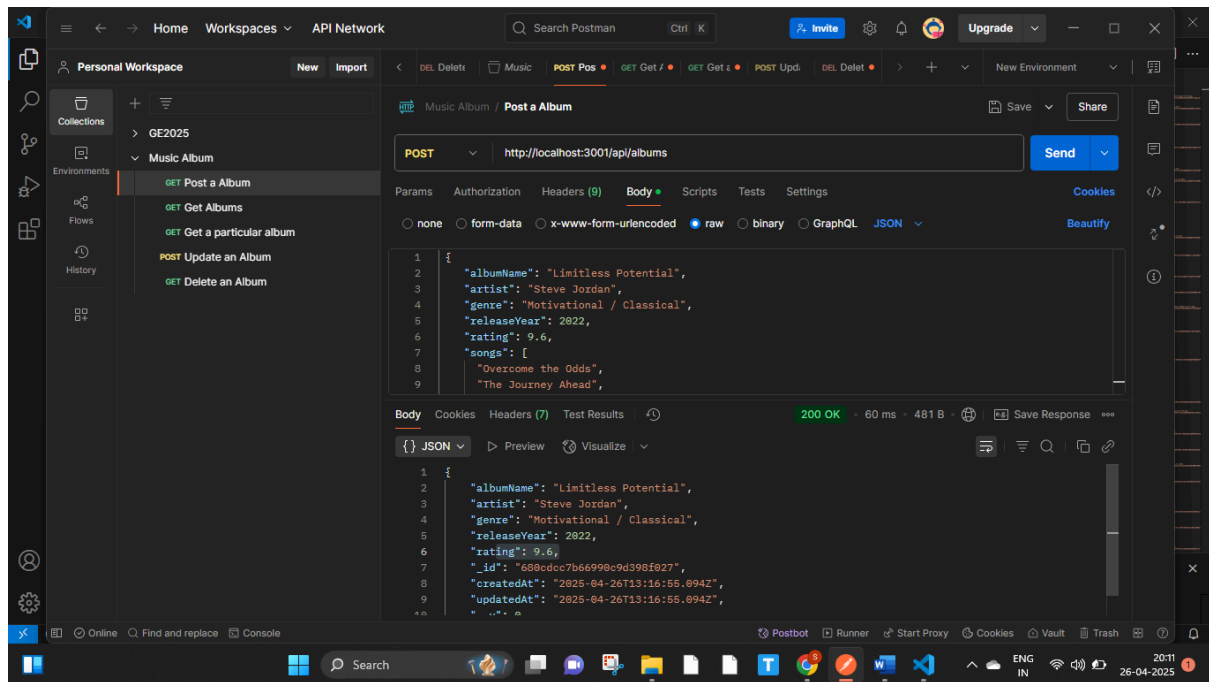 Home Workspaces API Network Search Postman Ctrl K Invite Upgrade
Personal Workspace New Import DEL Delete Music POST Pos GET Get A GET Get a POST Upd DEL Delet New Environment
Collections
Environments
Flows
History
GE2025
Music Album
GET Post a Album
GET Get Albums
GET Get a particular album
POST Update an Album
GET Delete an Album
HTTP Music Album / Post a Album Save Share
POST http://localhost:3001/api/albums Send
Params Authorization Headers (9) Body Scripts Tests Settings Cookies
none form-data x-www-form-urlencoded raw binary GraphQL JSON Beautify
1 {
2 "albumName": "Limitless Potential",
3 "artist": "Steve Jordan",
4 "genre": "Motivational / Classical",
5 "releaseYear": 2022,
6 "rating": 9.6,
7 "songs": [
8 "Overcome the Odds",
9 "The Journey Ahead",
Body Cookies Headers (7) Test Results 200 OK 60 ms 481 B e.g. Save Response
{} JSON Preview Visualize
1 {
2 "albumName": "Limitless Potential",
3 "artist": "Steve Jordan",
4 "genre": "Motivational / Classical",
5 "releaseYear": 2022,
6 "rating": 9.6,
7 "_id": "680cdcc7b66990c9d398f027",
8 "createdAt": "2025-04-26T13:16:55.094Z",
9 "updatedAt": "2025-04-26T13:16:55.094Z",
Online Find and replace Console Postbot Runner Start Proxy Cookies Vault Trash
Search ENG 20:11
IN 26-04-2025 1